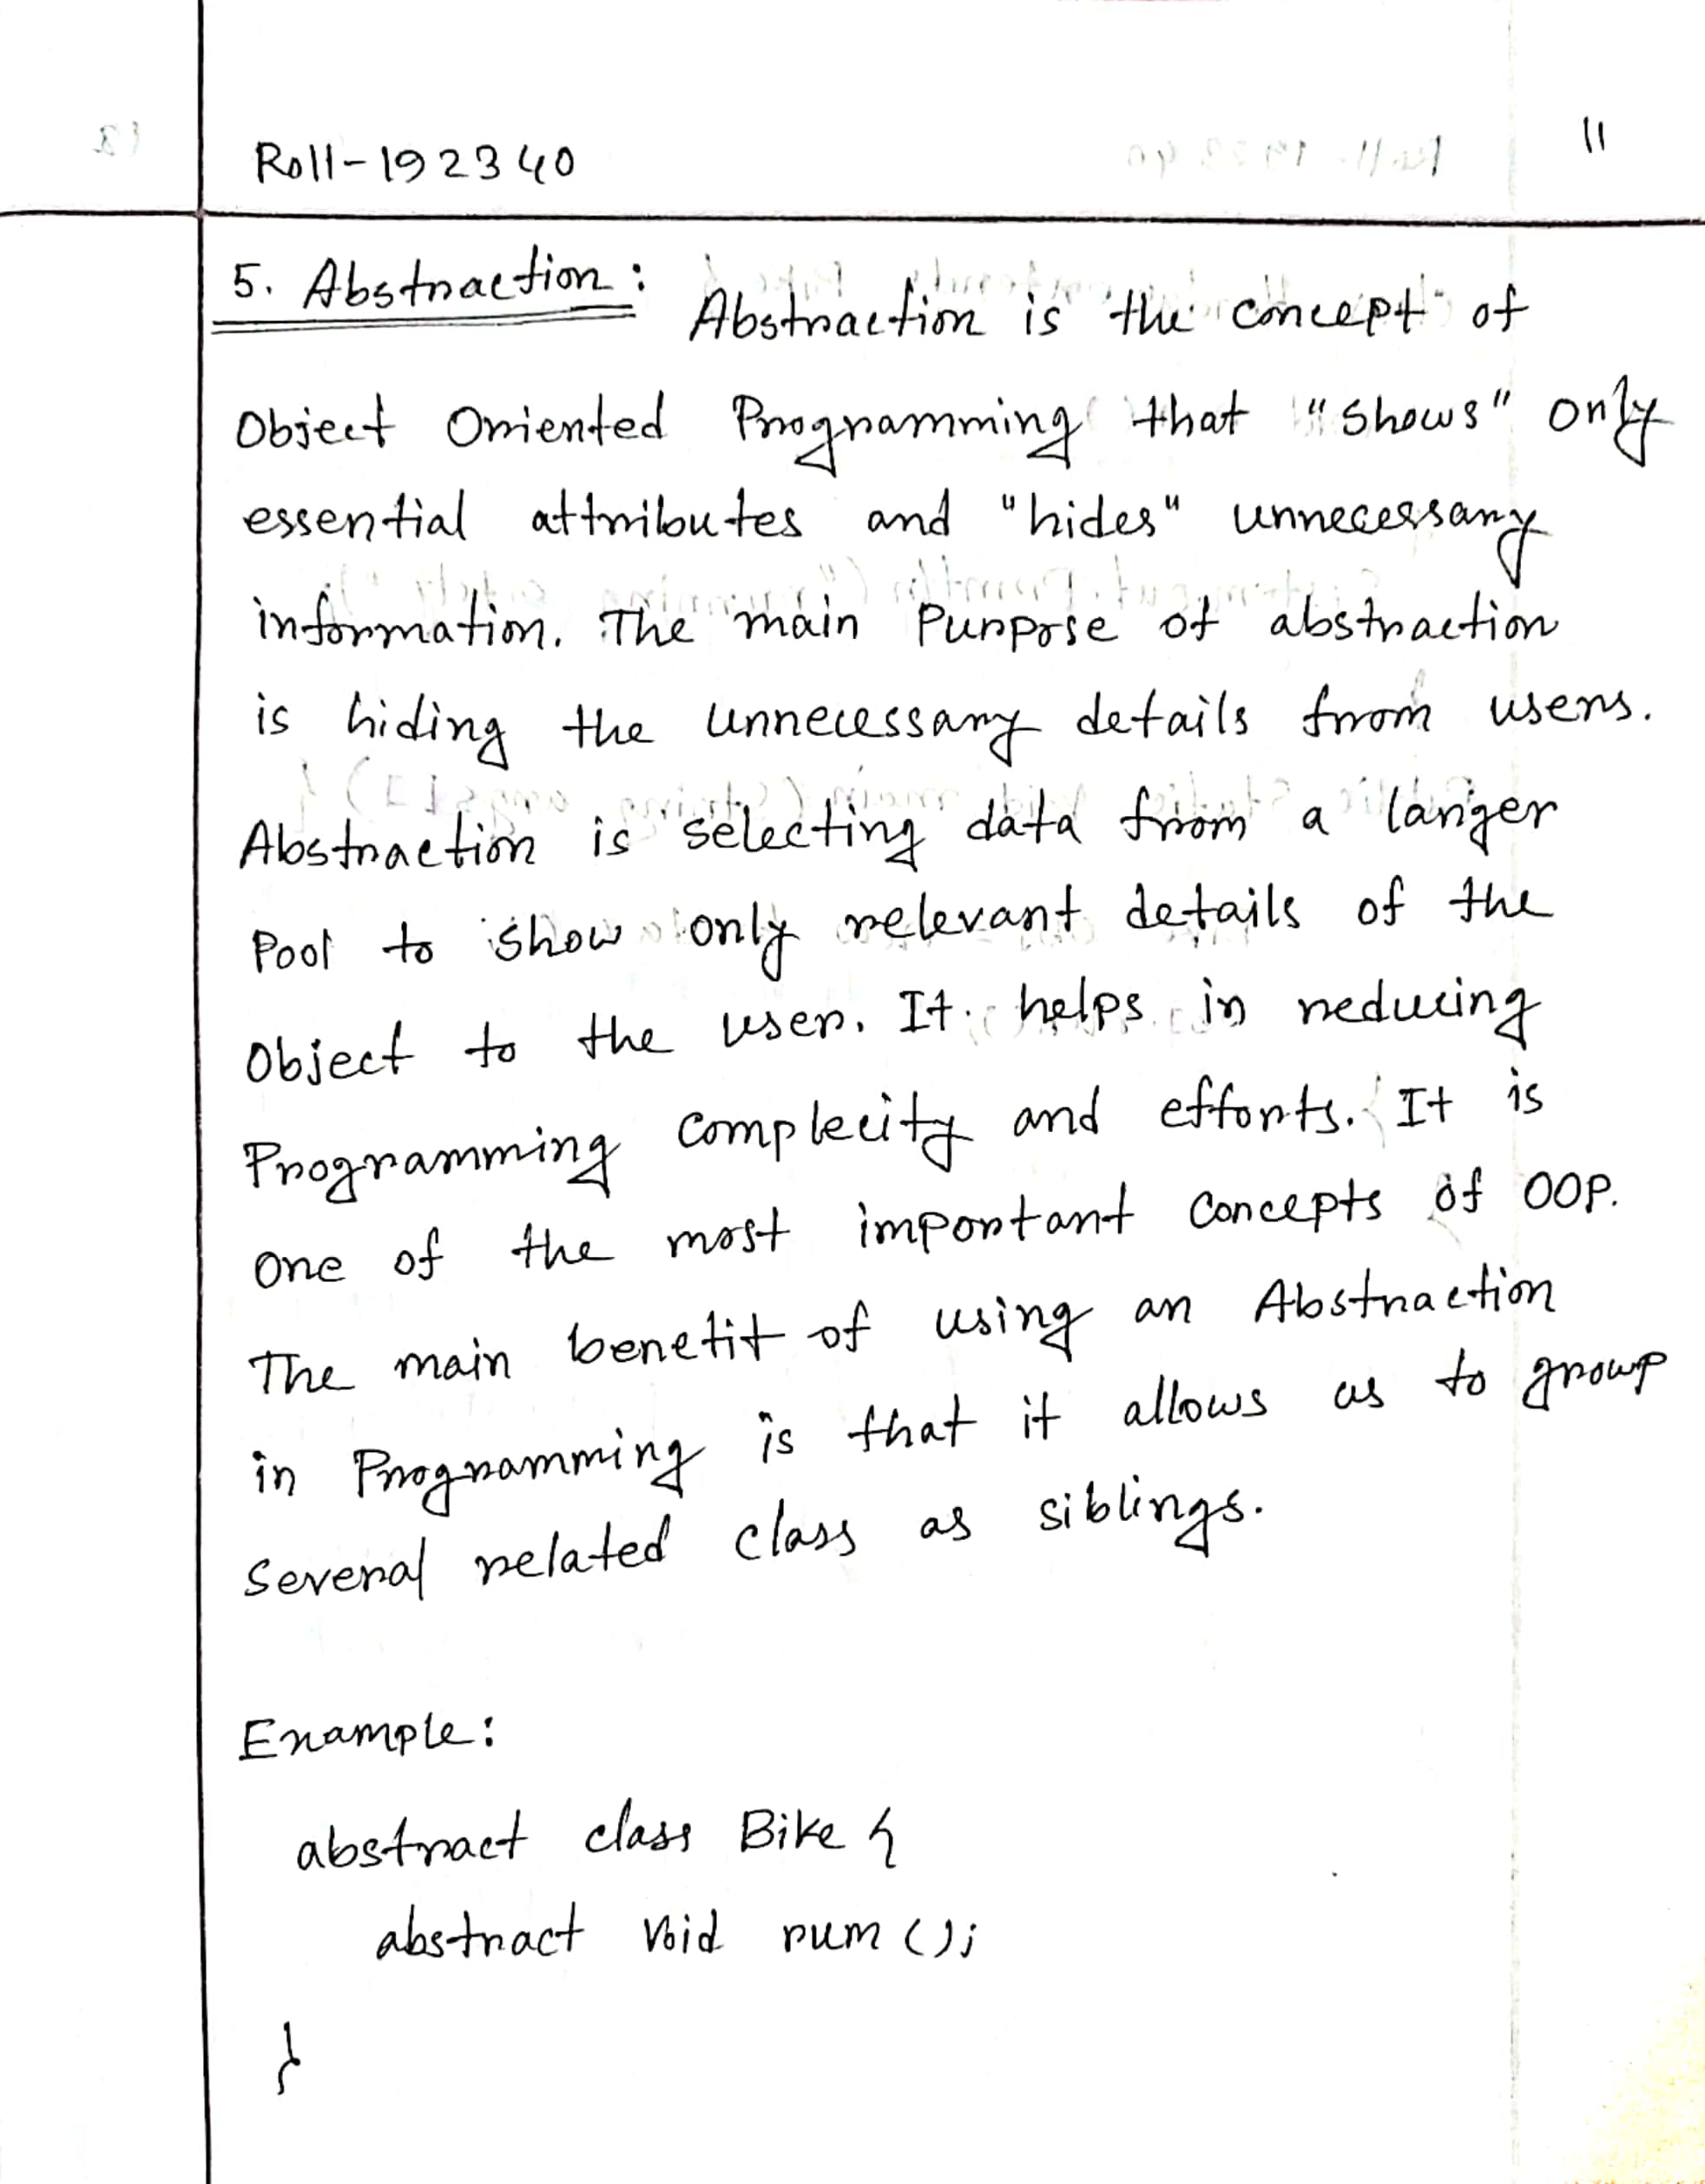 Roll-192340
11
5. Abstraction: Abstraction is the concept of
Object Oriented Programming that "shows" only
essential attributes and "hides" unnecessary
information. The main Purpose of abstraction
is hiding the unnecessary details from users.
Abstraction is selecting data from a larger
Pool to show only relevant details of the
Object to the user. It helps in reducing
Programming complecity and efforts. It is
one of the most important concepts of OOP.
The main benefit of using an Abstraction
in Programming is that it allows us to group
several related class as siblings.
Example:
abstract class Bike {
abstract void rum ();
}